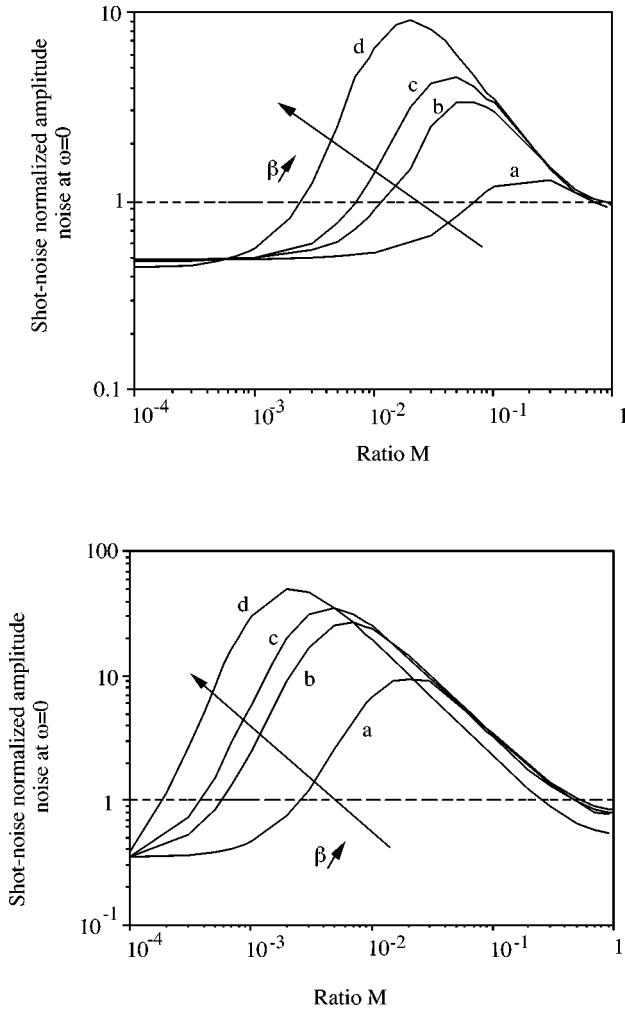 Shot-noise normalized amplitude
noise at ω=0
10
1
0.1
d
c
b
a
β
10-4
10-3
10-2
10-1
1
Ratio M
Shot-noise normalized amplitude
noise at ω=0
100
10
1
10-1
d
c
b
a
β
10-4
10-3
10-2
10-1
1
Ratio M